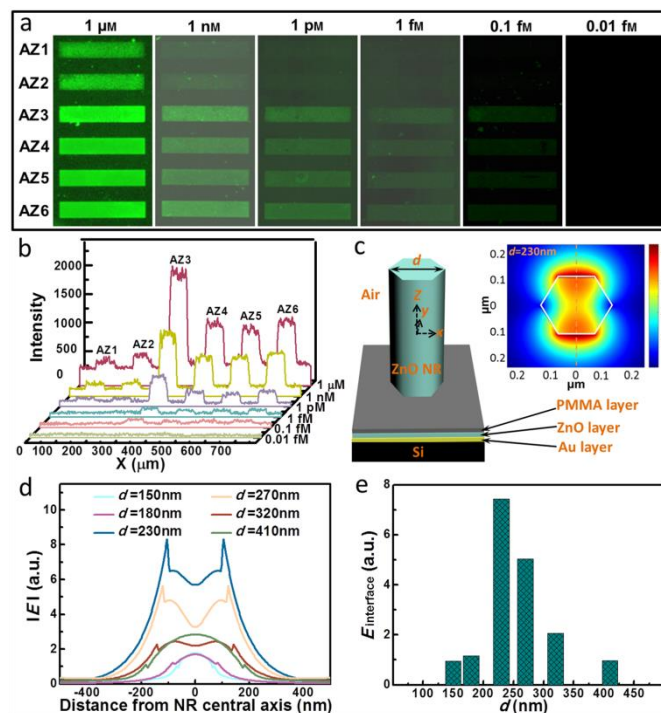 a
1 μM 1 nM 1 pM 1 fM 0.1 fM 0.01 fM
AZ1
AZ2
AZ3
AZ4
AZ5
AZ6
b
Intensity
2000
1500
1000
500
0
AZ1 AZ2 AZ3 AZ4 AZ5 AZ6
1 μM
1 nM
1 pM
1 fM
0.1 fM
0.01 fM
0 100 200 300 400 500 600 700
X (μm)
c
d
Air
Z
y
x
ZnO NR
PMMA layer
ZnO layer
Au layer
Si
d=230nm
0.2
0.1
0
0.1
0.2
μm
0.2 0.1 0 0.1 0.2
μm
d
d=150nm d=270nm
d=180nm d=320nm
d=230nm d=410nm
|E| (a.u.)
10
8
6
4
2
0
-400 -200 0 200 400
Distance from NR central axis (nm)
e
E interface (a.u.)
8
6
4
2
0
100 150 200 250 300 350 400 450
d (nm)